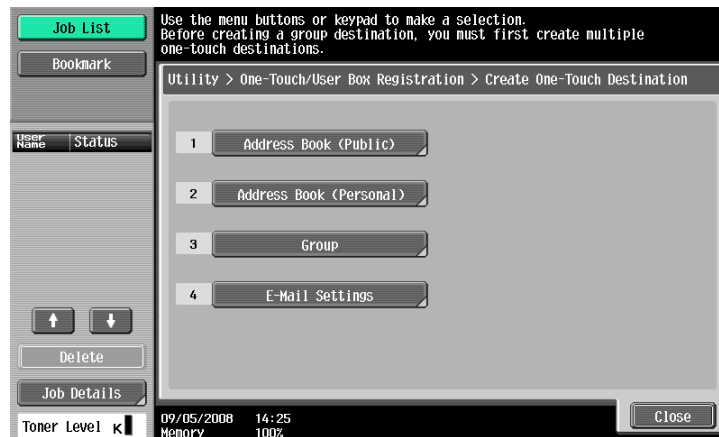 Job List
Bookmark
User Name
Status
Delete
Job Details
Toner Level K
Use the menu buttons or keypad to make a selection.
Before creating a group destination, you must first create multiple
one-touch destinations.
Utility > One-Touch/User Box Registration > Create One-Touch Destination
1 Address Book (Public)
2 Address Book (Personal)
3 Group
4 E-Mail Settings
Close
09/05/2008 14:25
Memory 100%